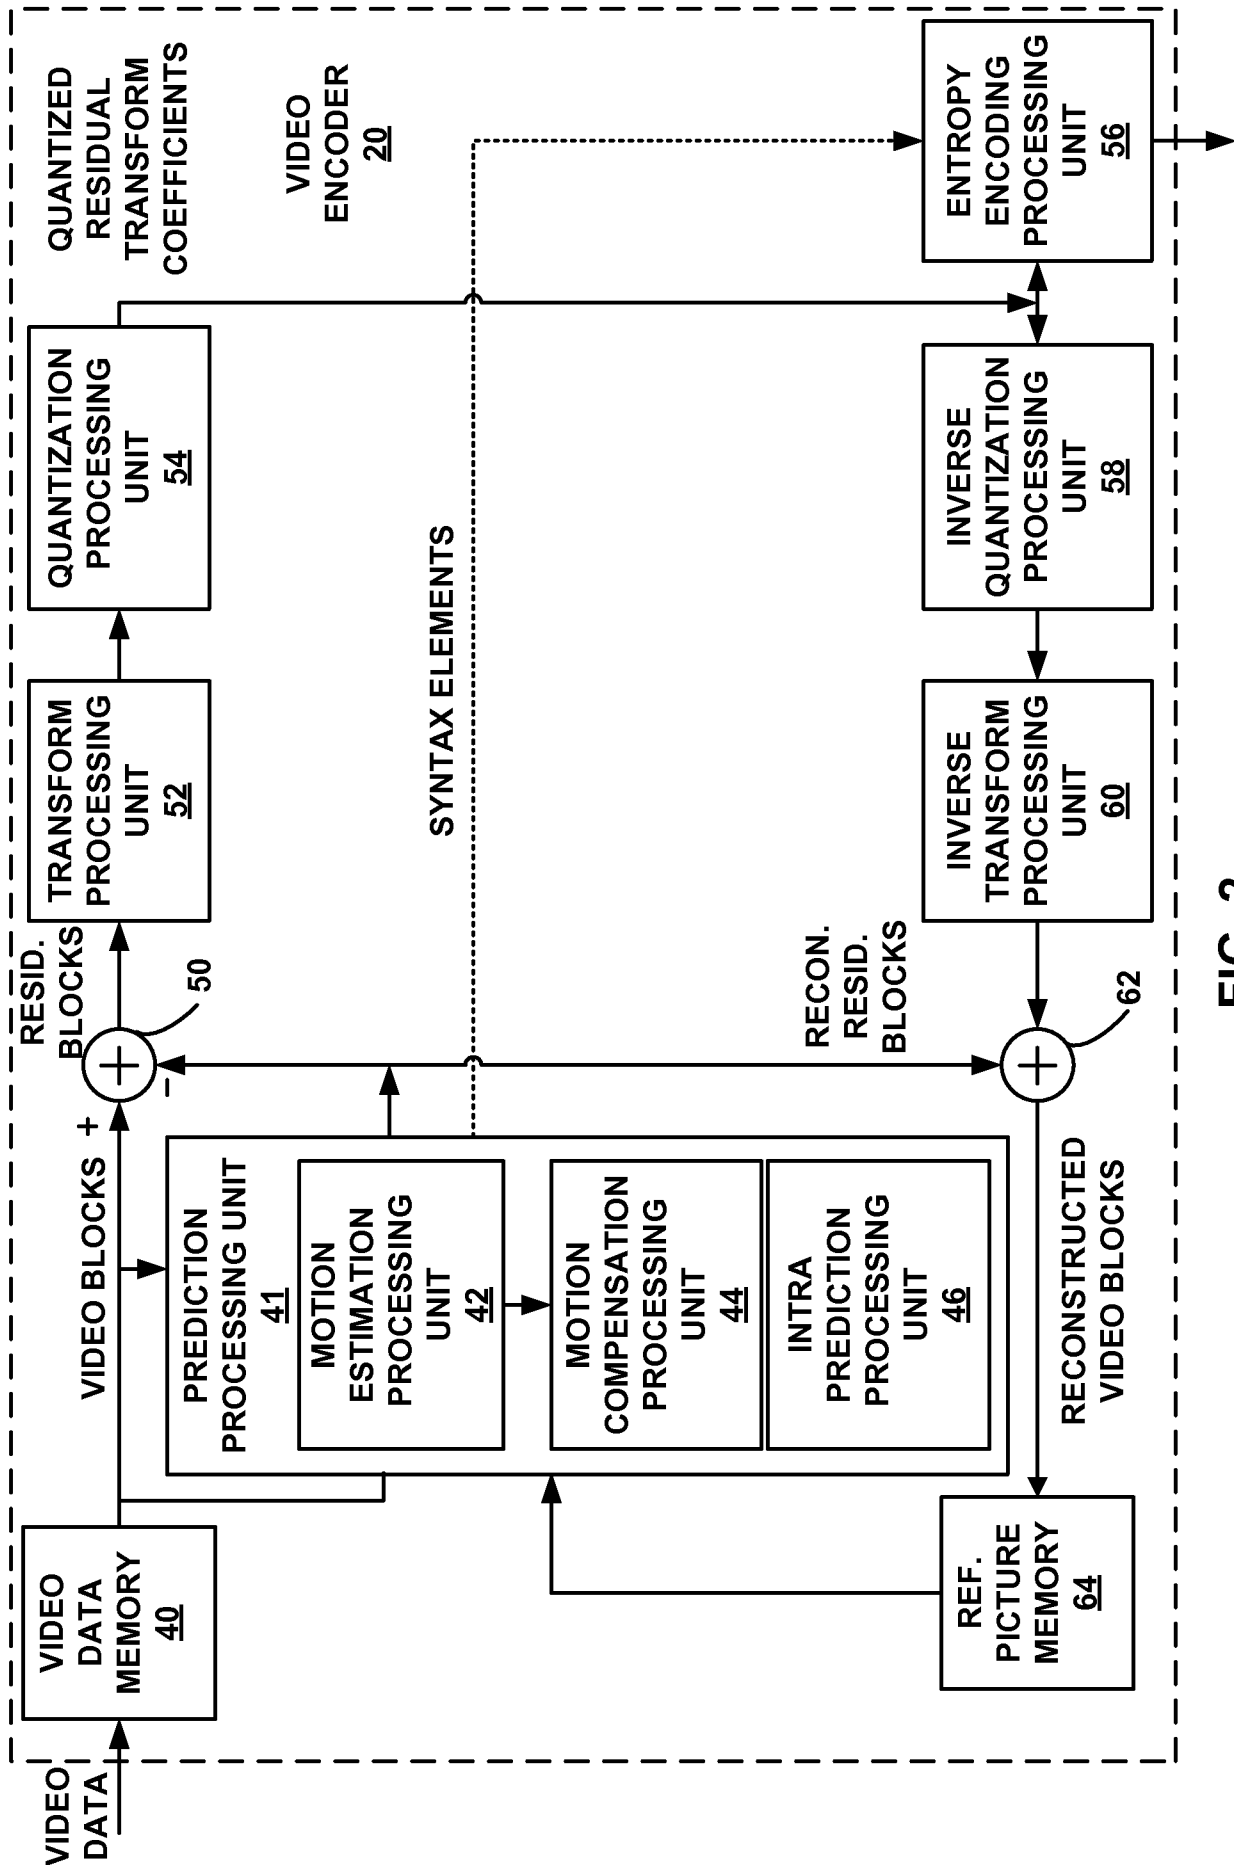 VIDEO
DATA
VIDEO
DATA
MEMORY
40
VIDEO BLOCKS
+
-
RESID.
BLOCKS
50
TRANSFORM
PROCESSING
UNIT
52
QUANTIZATION
PROCESSING
UNIT
54
QUANTIZED
RESIDUAL
TRANSFORM
COEFFICIENTS
VIDEO
ENCODER
20
PREDICTION
PROCESSING UNIT
41
MOTION
ESTIMATION
PROCESSING
UNIT
42
MOTION
COMPENSATION
PROCESSING
UNIT
44
INTRA
PREDICTION
PROCESSING
UNIT
46
SYNTAX ELEMENTS
REF.
PICTURE
MEMORY
64
RECONSTRUCTED
VIDEO BLOCKS
RECON.
RESID.
BLOCKS
62
INVERSE
TRANSFORM
PROCESSING
UNIT
60
INVERSE
QUANTIZATION
PROCESSING
UNIT
58
ENTROPY
ENCODING
PROCESSING
UNIT
56
FIG